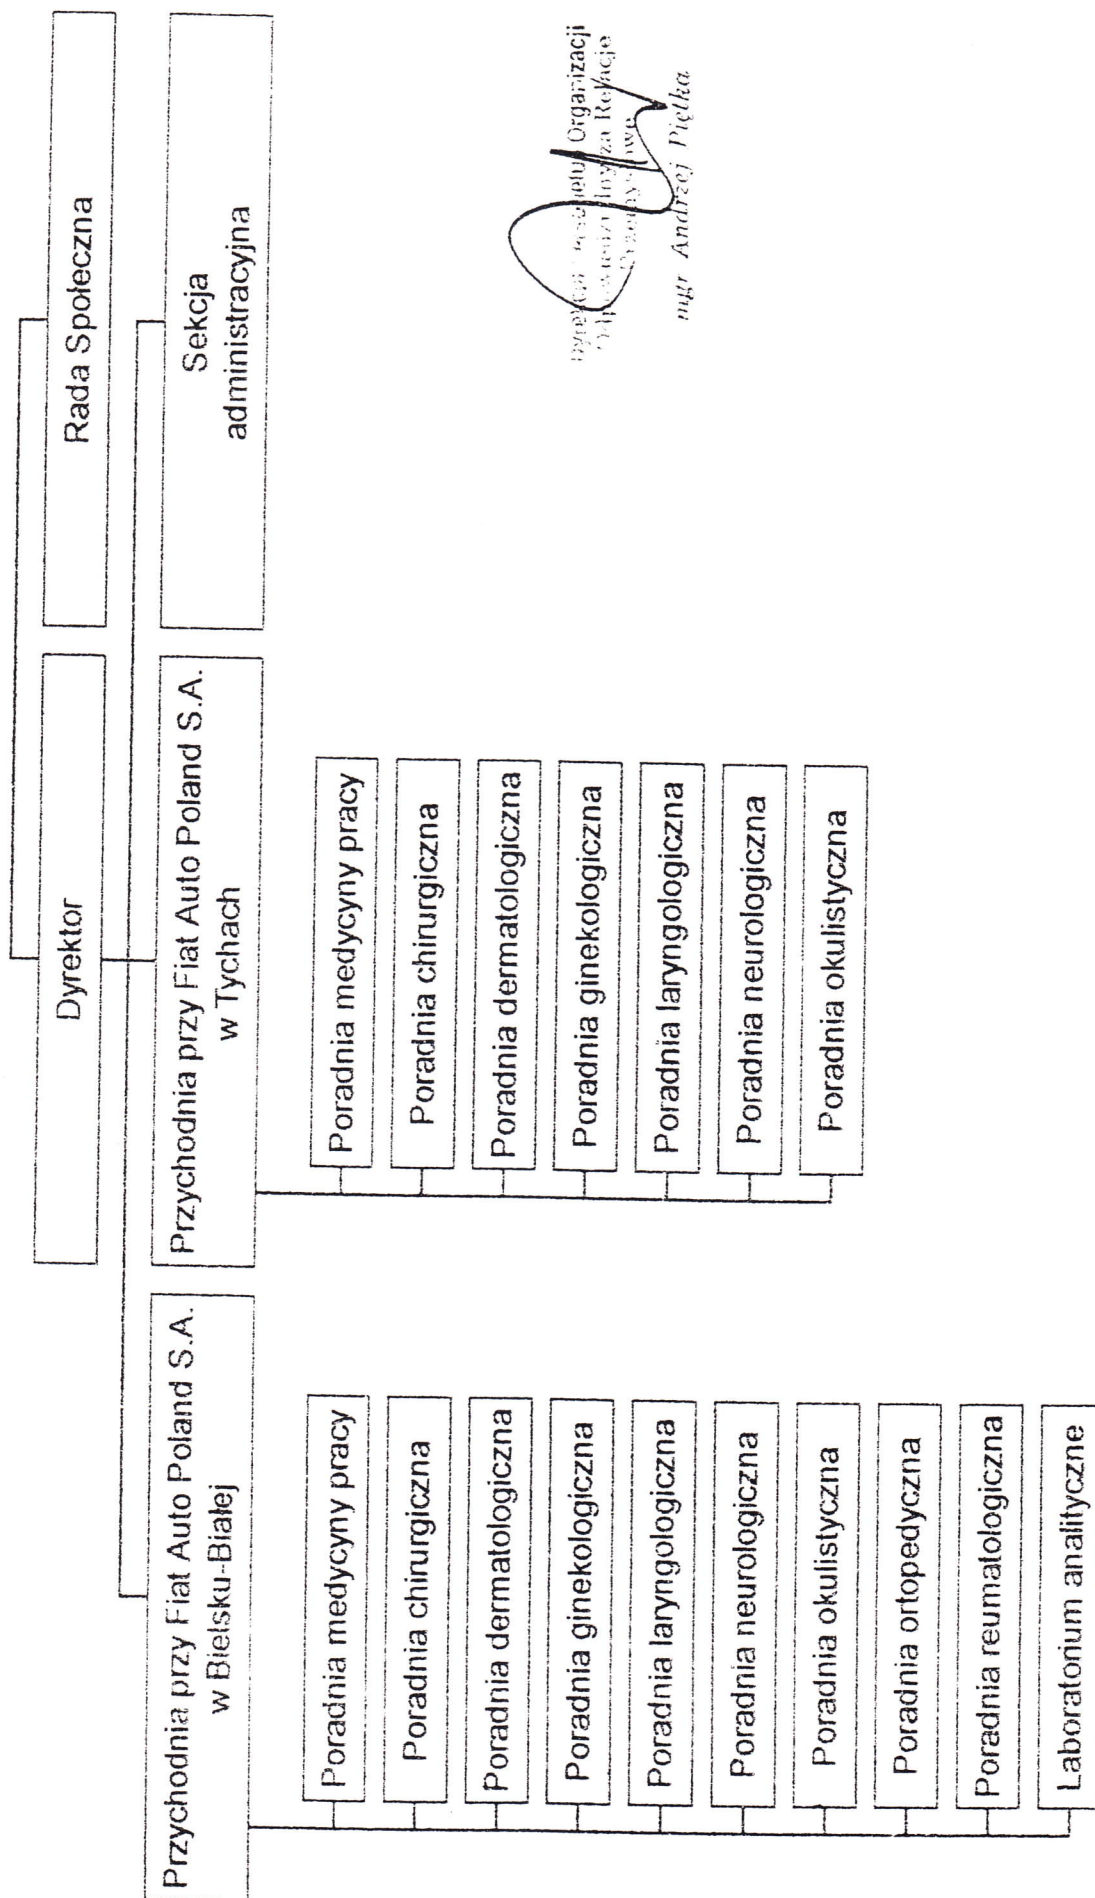 Dyrektor
Rada Społeczna
Przychodnia przy Fiat Auto Poland S.A.
w Bielsku-Białej
Przychodnia przy Fiat Auto Poland S.A.
w Tychach
Sekcja
administracyjna
Poradnia medycyny pracy
Poradnia chirurgiczna
Poradnia dermatologiczna
Poradnia ginekologiczna
Poradnia laryngologiczna
Poradnia neurologiczna
Poradnia okulistyczna
Poradnia ortopedyczna
Poradnia reumatologiczna
Laboratorium analityczne
Poradnia medycyny pracy
Poradnia chirurgiczna
Poradnia dermatologiczna
Poradnia ginekologiczna
Poradnia laryngologiczna
Poradnia neurologiczna
Poradnia okulistyczna
Organizacji
za Relacje
mgr Andrzej Piętka